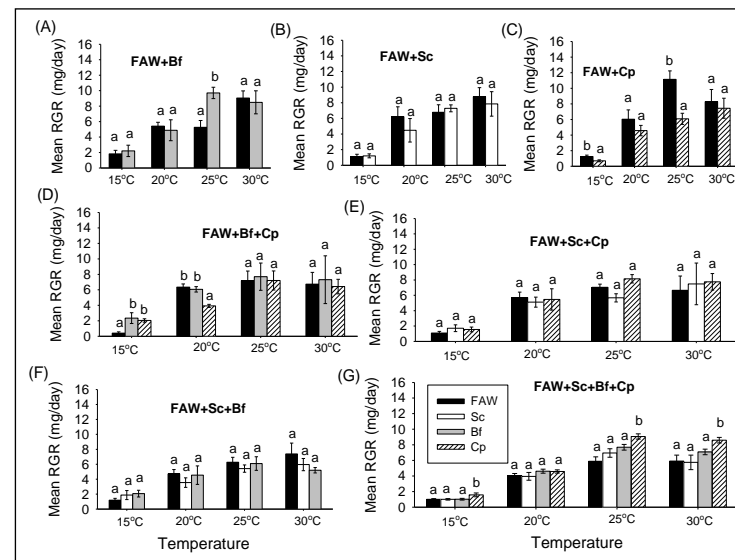 (A)
FAW+Bf
Mean RGR (mg/day)
16
14
12
10
8
6
4
2
0
a a
a a
a b
a a
15°C 20°C 25°C 30°C
(B)
FAW+Sc
Mean RGR (mg/day)
16
14
12
10
8
6
4
2
0
a a
a a
a a
a a
15°C 20°C 25°C 30°C
(C)
FAW+Cp
Mean RGR (mg/day)
16
14
12
10
8
6
4
2
0
b a
a a
b a
a a
15°C 20°C 25°C 30°C
(D)
FAW+Bf+Cp
Mean RGR (mg/day)
16
14
12
10
8
6
4
2
0
a b b
b b a
a a a
a a a
15°C 20°C 25°C 30°C
(E)
FAW+Sc+Cp
Mean RGR (mg/day)
16
14
12
10
8
6
4
2
0
a a a
a a a
a a a
a a a
15°C 20°C 25°C 30°C
(F)
FAW+Sc+Bf
Mean RGR (mg/day)
16
14
12
10
8
6
4
2
0
a a a
a a a
a a a
a a a
15°C 20°C 25°C 30°C
Temperature
(G)
FAW+Sc+Bf+Cp
FAW
Sc
Bf
Cp
Mean RGR (mg/day)
16
14
12
10
8
6
4
2
0
a a a b
a a a a
a a a b
a a a b
15°C 20°C 25°C 30°C
Temperature